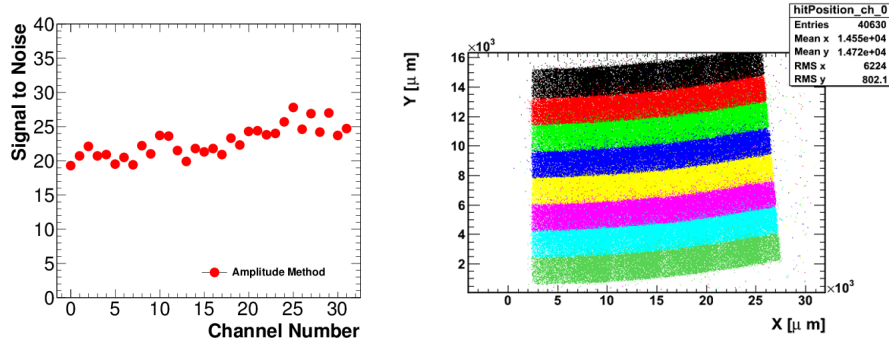 Signal to Noise
40
35
30
25
20
15
10
5
0
Amplitude Method
0 5 10 15 20 25 30
Channel Number
hitPosition_ch_0
Entries 40630
Mean x 1.455e+04
Mean y 1.472e+04
RMS x 6224
RMS y 802.1
×10³
Y [μ m]
16
14
12
10
8
6
4
2
0 5 10 15 20 25 30
×10³
X [μ m]